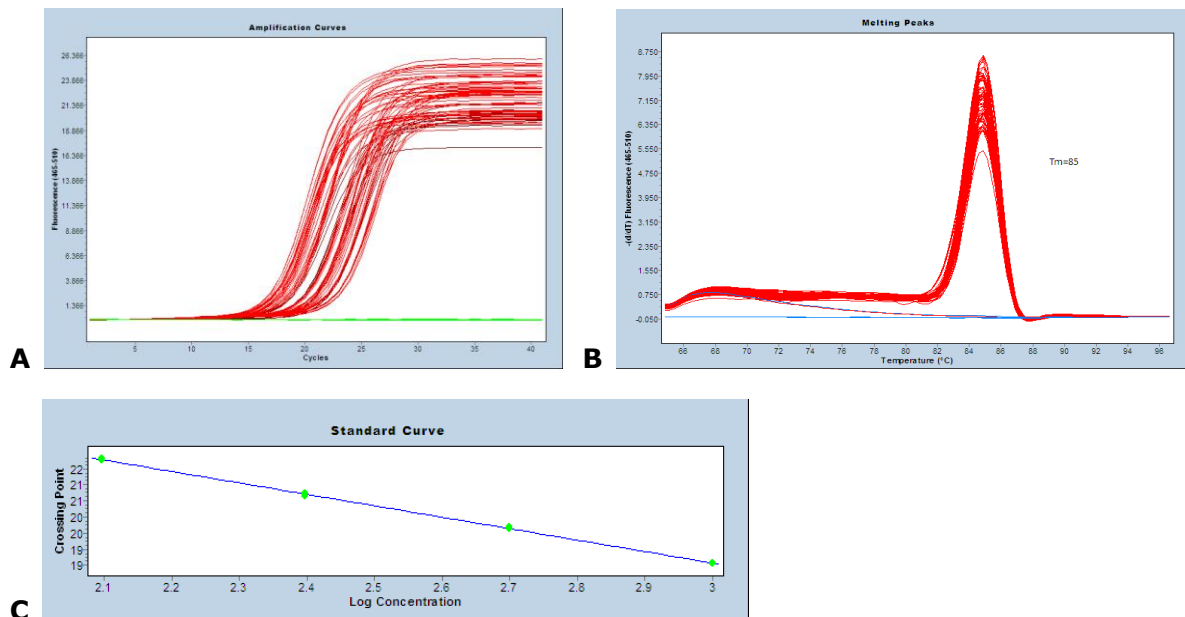 Amplification Curves
Fluorescence (465-510)
26.366
23.866
21.366
18.866
16.366
13.866
11.366
8.866
6.366
3.866
1.366
5 10 15 20 25 30 35 40
Cycles
A
Melting Peaks
-(d/dT) Fluorescence (465-510)
8.750
7.950
7.150
6.350
5.550
4.750
3.950
3.150
2.350
1.550
0.750
-0.050
Tm=85
66 68 70 72 74 76 78 80 82 84 86 88 90 92 94 96
Temperature (°C)
B
Standard Curve
Crossing Point
22
21
21
20
20
19
19
2.1 2.2 2.3 2.4 2.5 2.6 2.7 2.8 2.9 3
Log Concentration
C